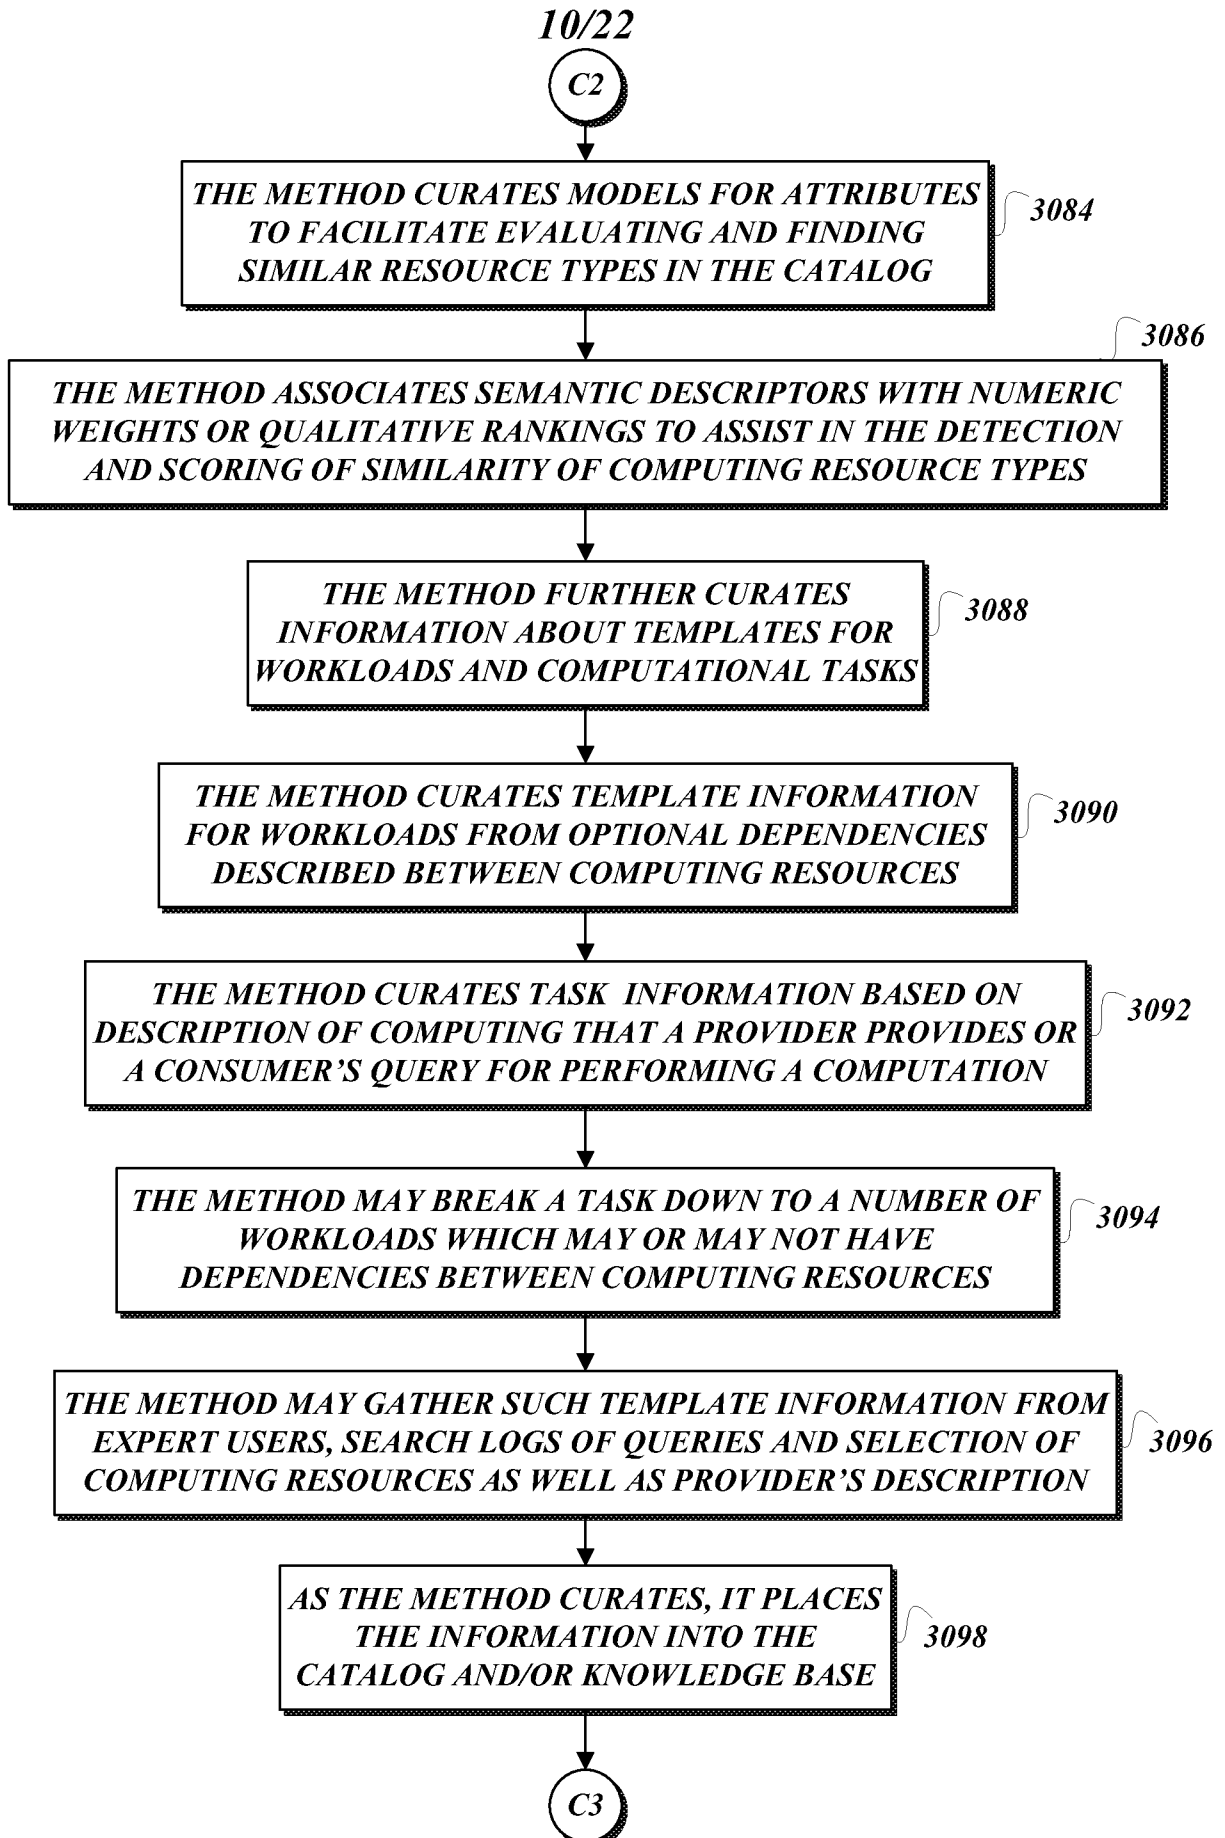 10/22
C2
THE METHOD CURATES MODELS FOR ATTRIBUTES
TO FACILITATE EVALUATING AND FINDING
SIMILAR RESOURCE TYPES IN THE CATALOG
3084
3086
THE METHOD ASSOCIATES SEMANTIC DESCRIPTORS WITH NUMERIC
WEIGHTS OR QUALITATIVE RANKINGS TO ASSIST IN THE DETECTION
AND SCORING OF SIMILARITY OF COMPUTING RESOURCE TYPES
THE METHOD FURTHER CURATES
INFORMATION ABOUT TEMPLATES FOR
WORKLOADS AND COMPUTATIONAL TASKS
3088
THE METHOD CURATES TEMPLATE INFORMATION
FOR WORKLOADS FROM OPTIONAL DEPENDENCIES
DESCRIBED BETWEEN COMPUTING RESOURCES
3090
THE METHOD CURATES TASK INFORMATION BASED ON
DESCRIPTION OF COMPUTING THAT A PROVIDER PROVIDES OR
A CONSUMER'S QUERY FOR PERFORMING A COMPUTATION
3092
THE METHOD MAY BREAK A TASK DOWN TO A NUMBER OF
WORKLOADS WHICH MAY OR MAY NOT HAVE
DEPENDENCIES BETWEEN COMPUTING RESOURCES
3094
THE METHOD MAY GATHER SUCH TEMPLATE INFORMATION FROM
EXPERT USERS, SEARCH LOGS OF QUERIES AND SELECTION OF
COMPUTING RESOURCES AS WELL AS PROVIDER'S DESCRIPTION
3096
AS THE METHOD CURATES, IT PLACES
THE INFORMATION INTO THE
CATALOG AND/OR KNOWLEDGE BASE
3098
C3